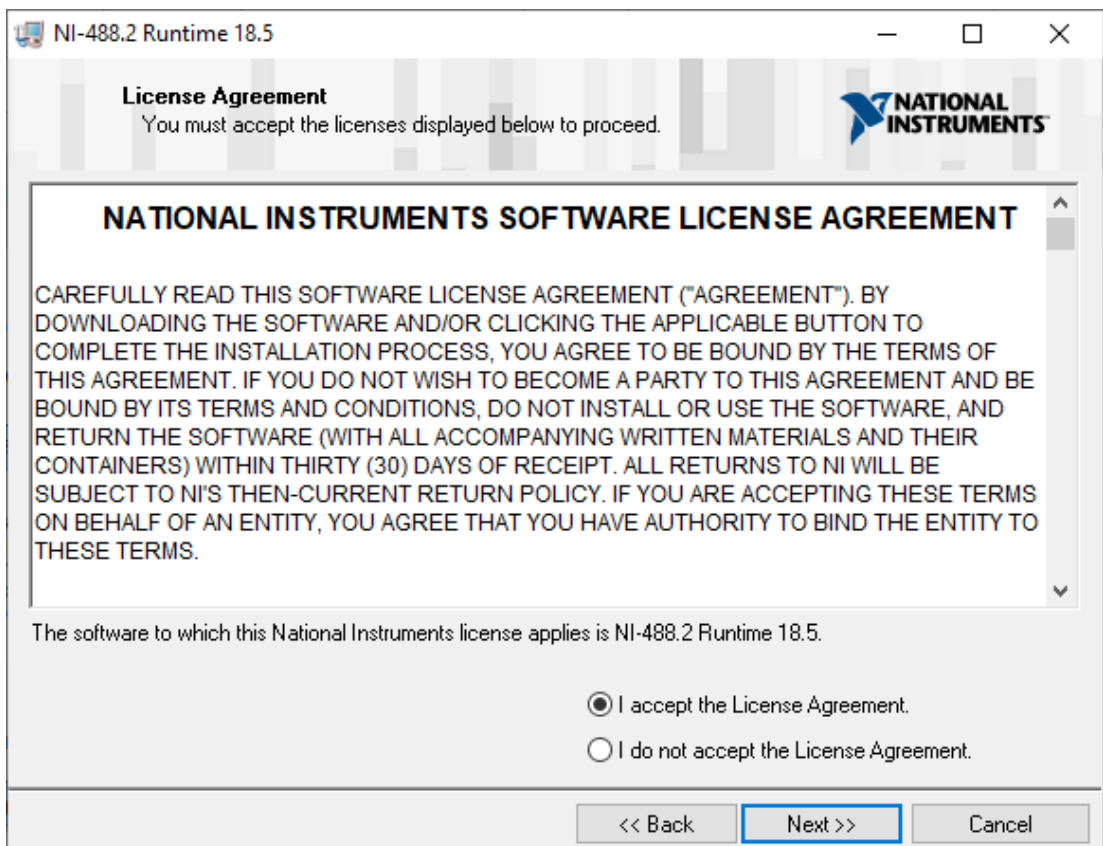 NI-488.2 Runtime 18.5
License Agreement
You must accept the licenses displayed below to proceed.
NATIONAL
INSTRUMENTS™
NATIONAL INSTRUMENTS SOFTWARE LICENSE AGREEMENT
CAREFULLY READ THIS SOFTWARE LICENSE AGREEMENT ("AGREEMENT"). BY
DOWNLOADING THE SOFTWARE AND/OR CLICKING THE APPLICABLE BUTTON TO
COMPLETE THE INSTALLATION PROCESS, YOU AGREE TO BE BOUND BY THE TERMS OF
THIS AGREEMENT. IF YOU DO NOT WISH TO BECOME A PARTY TO THIS AGREEMENT AND BE
BOUND BY ITS TERMS AND CONDITIONS, DO NOT INSTALL OR USE THE SOFTWARE, AND
RETURN THE SOFTWARE (WITH ALL ACCOMPANYING WRITTEN MATERIALS AND THEIR
CONTAINERS) WITHIN THIRTY (30) DAYS OF RECEIPT. ALL RETURNS TO NI WILL BE
SUBJECT TO NI'S THEN-CURRENT RETURN POLICY. IF YOU ARE ACCEPTING THESE TERMS
ON BEHALF OF AN ENTITY, YOU AGREE THAT YOU HAVE AUTHORITY TO BIND THE ENTITY TO
THESE TERMS.
The software to which this National Instruments license applies is NI-488.2 Runtime 18.5.
I accept the License Agreement.
I do not accept the License Agreement.
<< Back
Next >>
Cancel